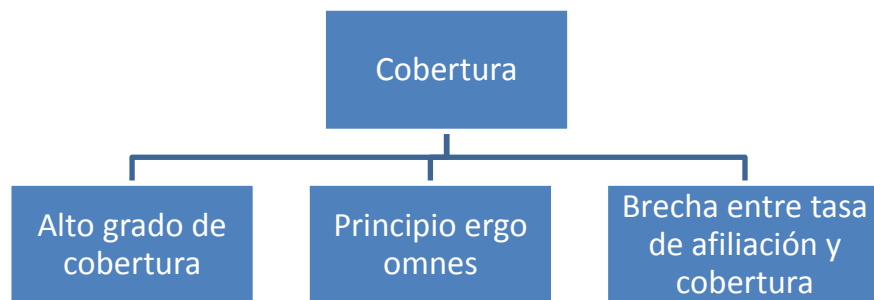 Cobertura
Alto grado de
cobertura
Principio ergo
omnes
Brecha entre tasa
de afiliación y
cobertura